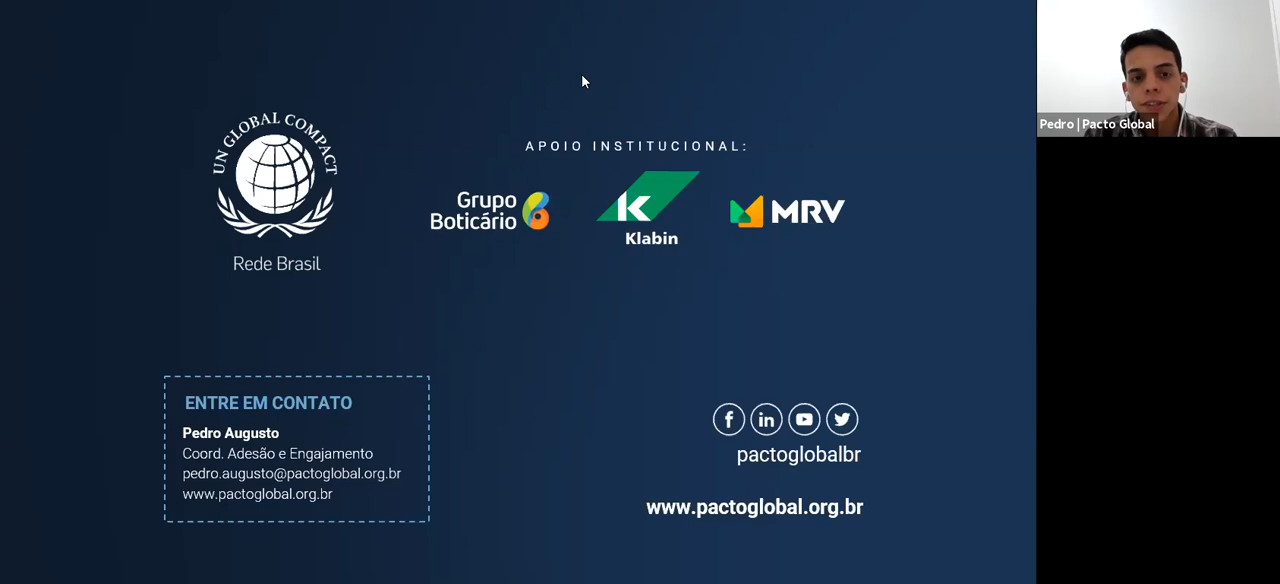 UN GLOBAL COMPACT
Rede Brasil
APOIO INSTITUCIONAL:
Grupo
Boticário
K
Klabin
MRV
Pedro | Pacto Global
ENTRE EM CONTATO
Pedro Augusto
Coord. Adesão e Engajamento
pedro.augusto@pactoglobal.org.br
www.pactoglobal.org.br
f in
pactoglobalbr
www.pactoglobal.org.br